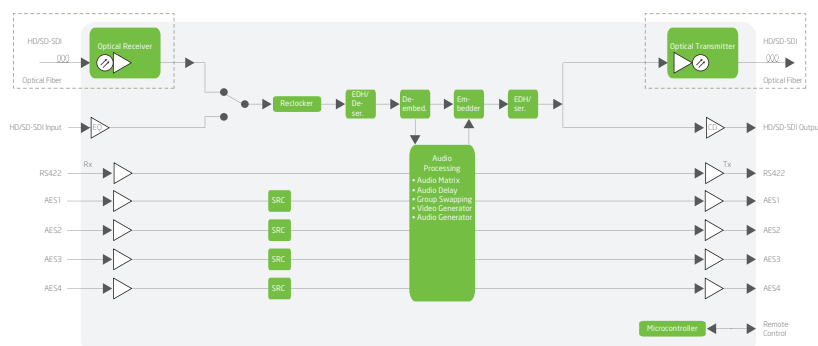 HD/SD-SDI
Optical Fiber
Optical Receiver
Optical Transmitter
HD/SD-SDI
Optical Fiber
HD/SD-SDI Input
EQ
Reclocker
EDH/
De-
ser.
De-
embed.
Em-
bedder
EDH/
ser.
CD
HD/SD-SDI Outpu
RS422
Rx
Audio
Processing
• Audio Matrix
• Audio Delay
• Group Swapping
• Video Generator
• Audio Generator
Tx
RS422
AES1
SRC
AES1
AES2
SRC
AES2
AES3
SRC
AES3
AES4
SRC
AES4
Microcontroller
Remote
Control